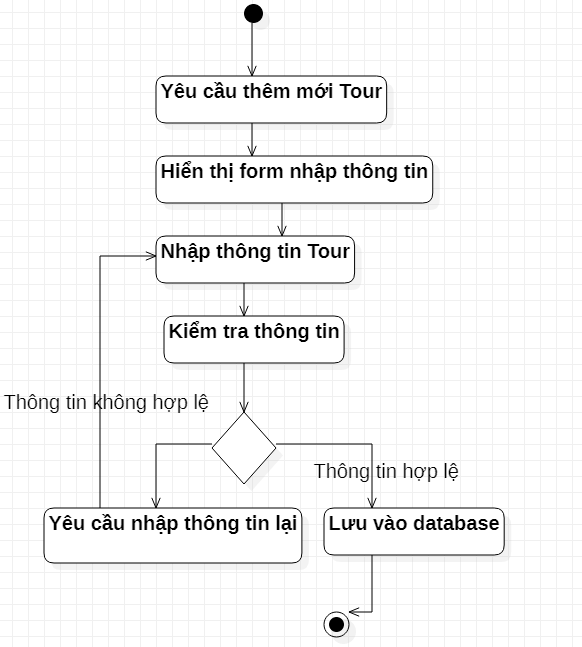 Yêu cầu thêm mới Tour
Hiển thị form nhập thông tin
Nhập thông tin Tour
Kiểm tra thông tin
Thông tin không hợp lệ
Thông tin hợp lệ
Yêu cầu nhập thông tin lại
Lưu vào database